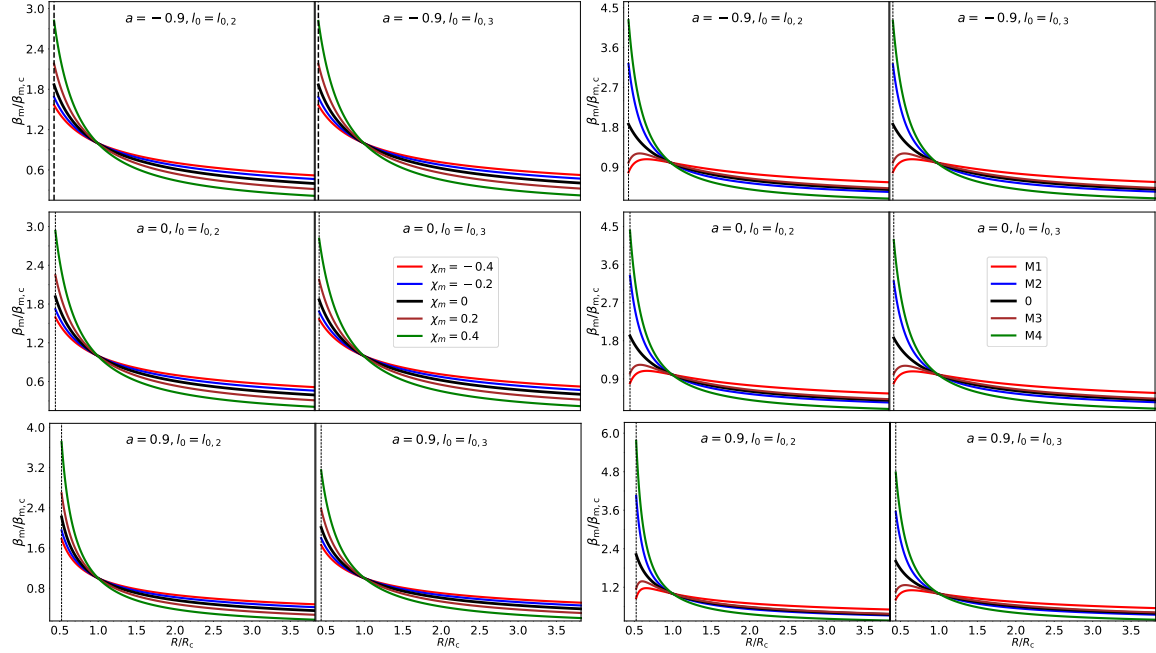 a = −0.9, l₀ = l₀,₂
a = −0.9, l₀ = l₀,₃
3.0
2.4
1.8
1.2
0.6
βₘ/βₘ,c
a = −0.9, l₀ = l₀,₂
a = −0.9, l₀ = l₀,₃
4.5
3.6
2.7
1.8
0.9
βₘ/βₘ,c
a = 0, l₀ = l₀,₂
a = 0, l₀ = l₀,₃
3.0
2.4
1.8
1.2
0.6
βₘ/βₘ,c
χₘ = −0.4
χₘ = −0.2
χₘ = 0
χₘ = 0.2
χₘ = 0.4
a = 0, l₀ = l₀,₂
a = 0, l₀ = l₀,₃
4.5
3.6
2.7
1.8
0.9
βₘ/βₘ,c
M1
M2
0
M3
M4
a = 0.9, l₀ = l₀,₂
a = 0.9, l₀ = l₀,₃
4.0
3.2
2.4
1.6
0.8
βₘ/βₘ,c
0.5 1.0 1.5 2.0 2.5 3.0 3.5
R/R_c
0.5 1.0 1.5 2.0 2.5 3.0 3.5
R/R_c
a = 0.9, l₀ = l₀,₂
a = 0.9, l₀ = l₀,₃
6.0
4.8
3.6
2.4
1.2
βₘ/βₘ,c
0.5 1.0 1.5 2.0 2.5 3.0 3.5
R/R_c
0.5 1.0 1.5 2.0 2.5 3.0 3.5
R/R_c